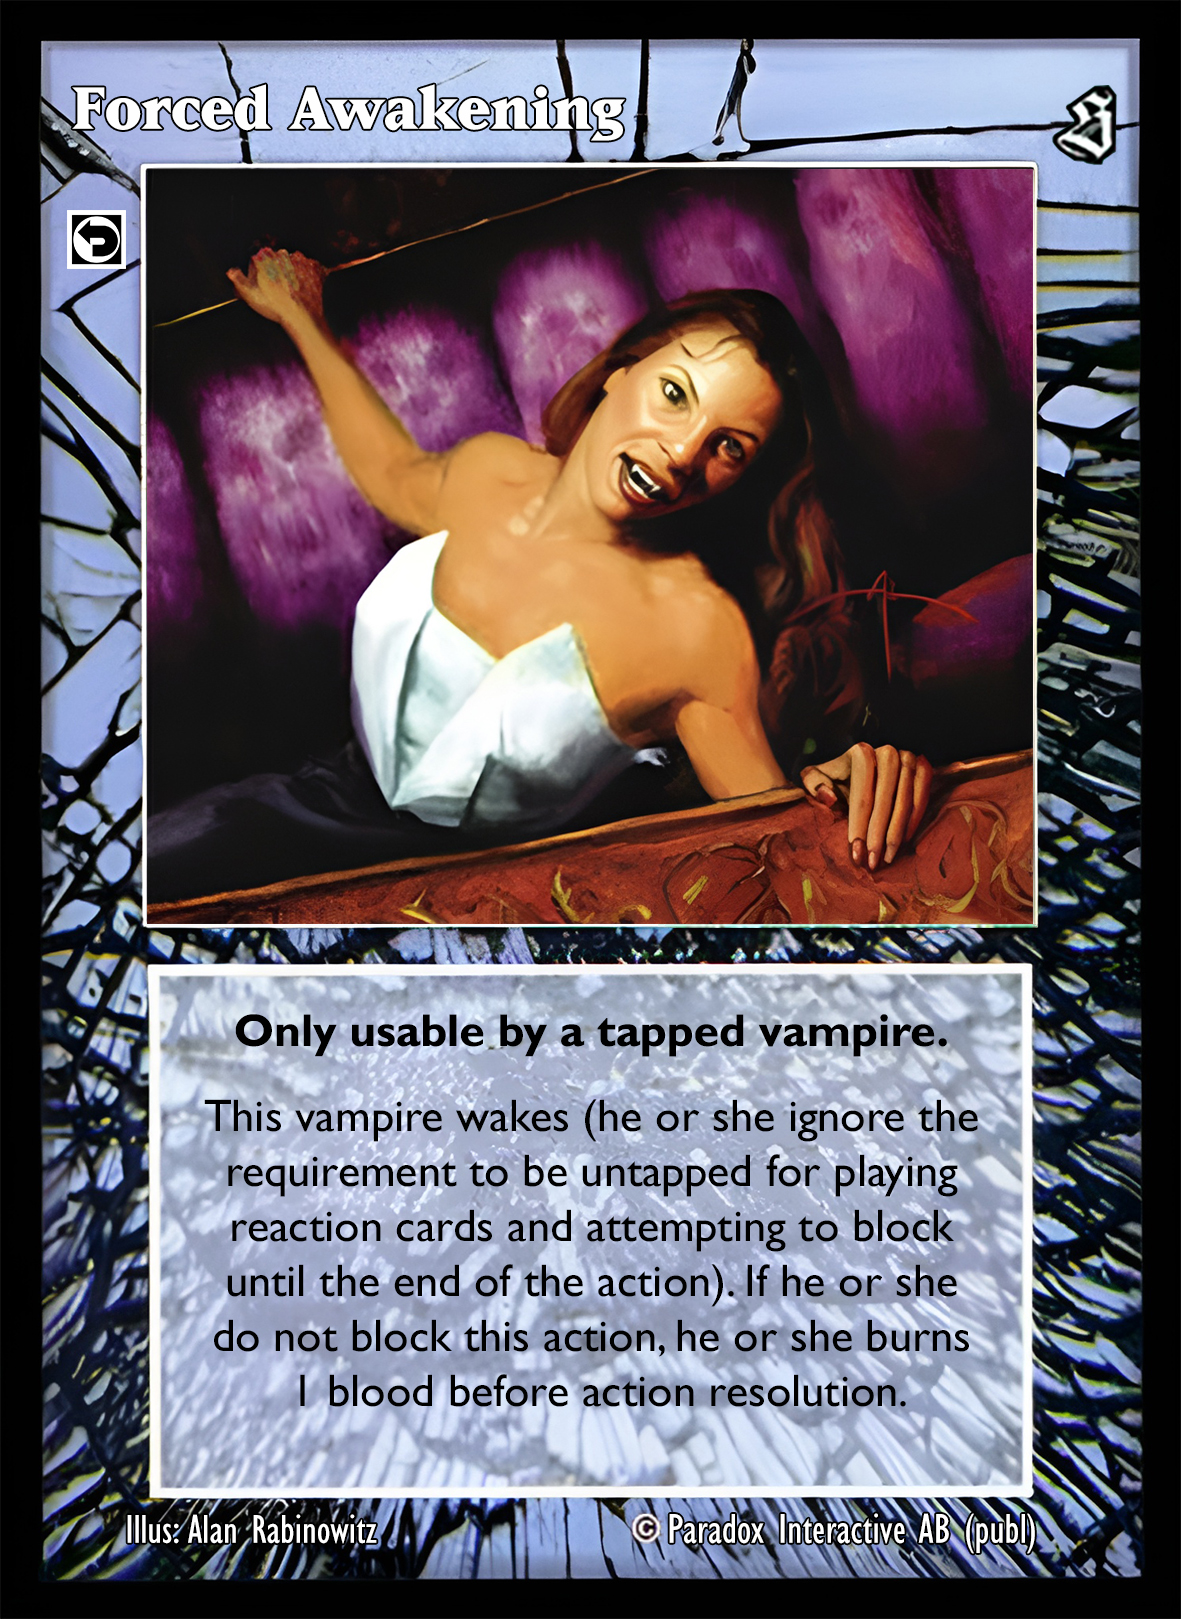 Forced Awakening
Only usable by a tapped vampire.
This vampire wakes (he or she ignore the
requirement to be untapped for playing
reaction cards and attempting to block
until the end of the action). If he or she
do not block this action, he or she burns
1 blood before action resolution.
Illus: Alan Rabinowitz
© Paradox Interactive AB (publ)